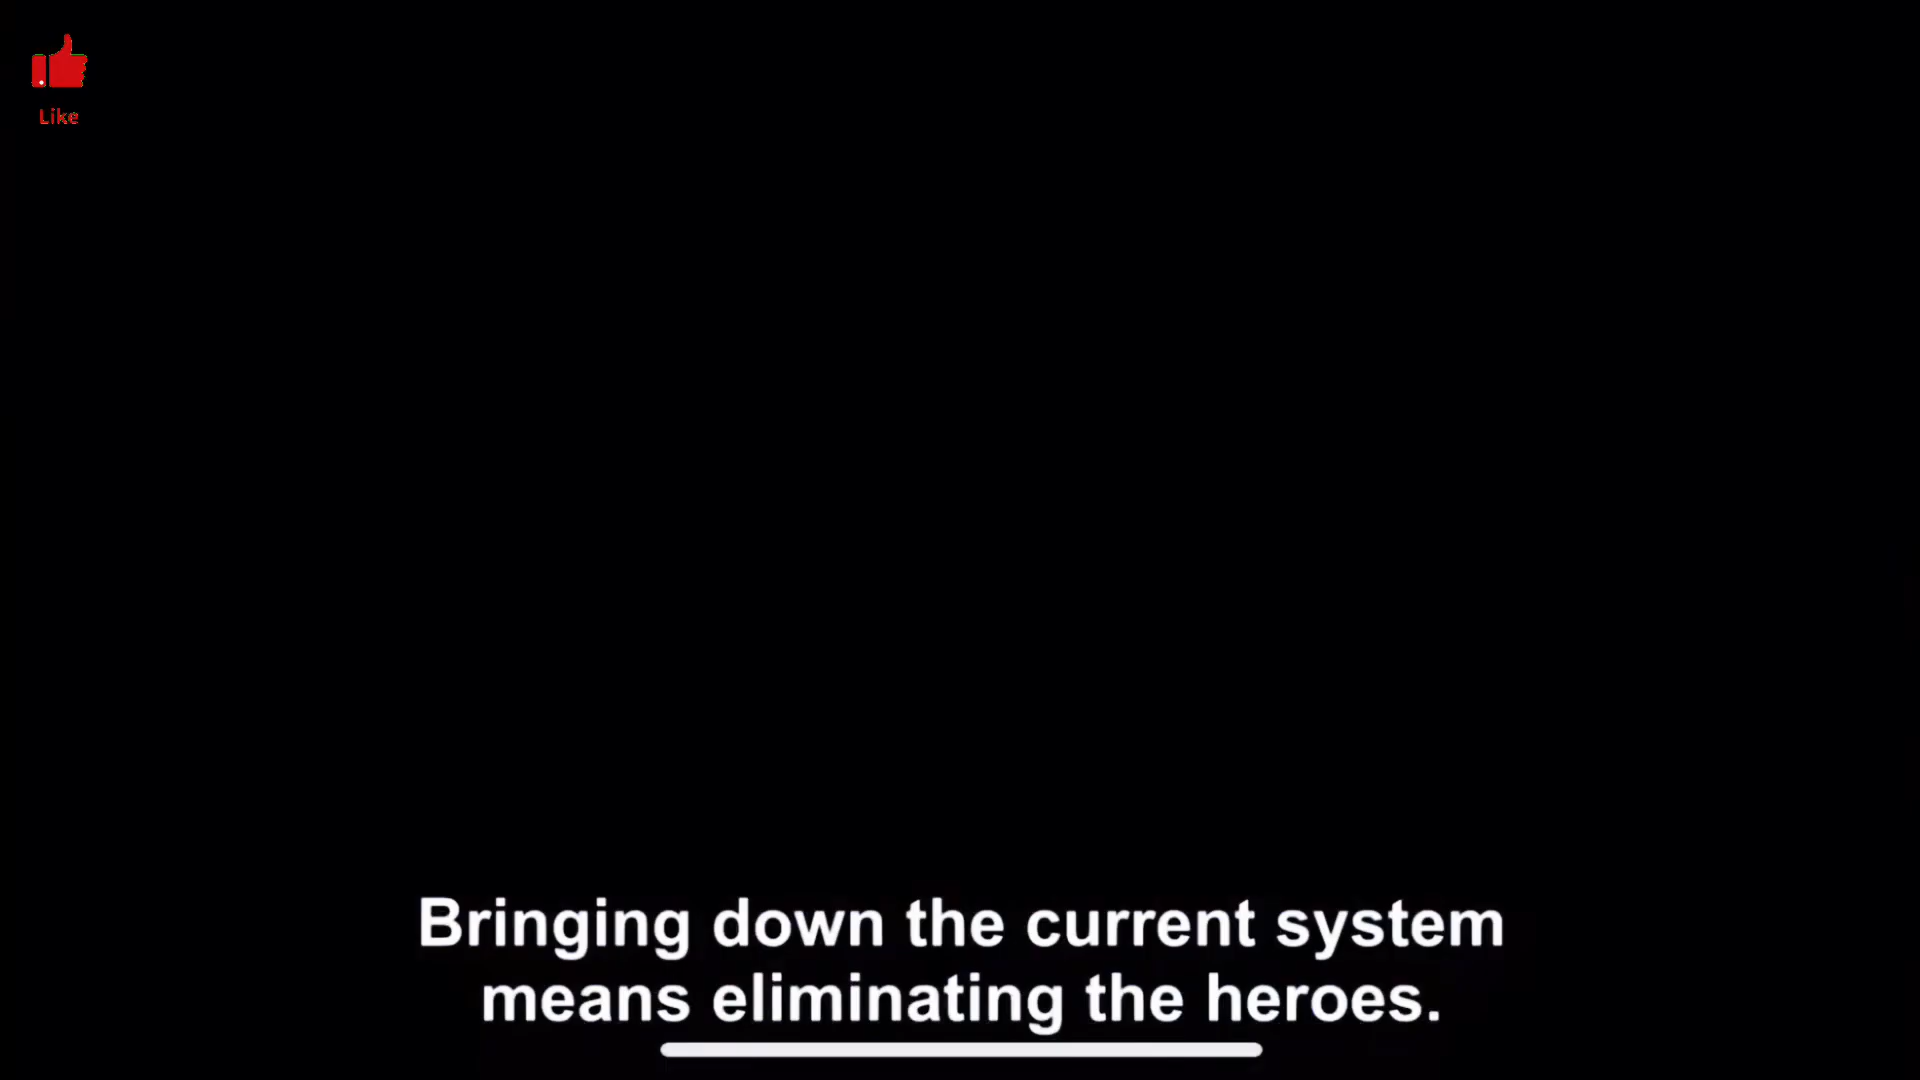 Like
Bringing down the current system
means eliminating the heroes.